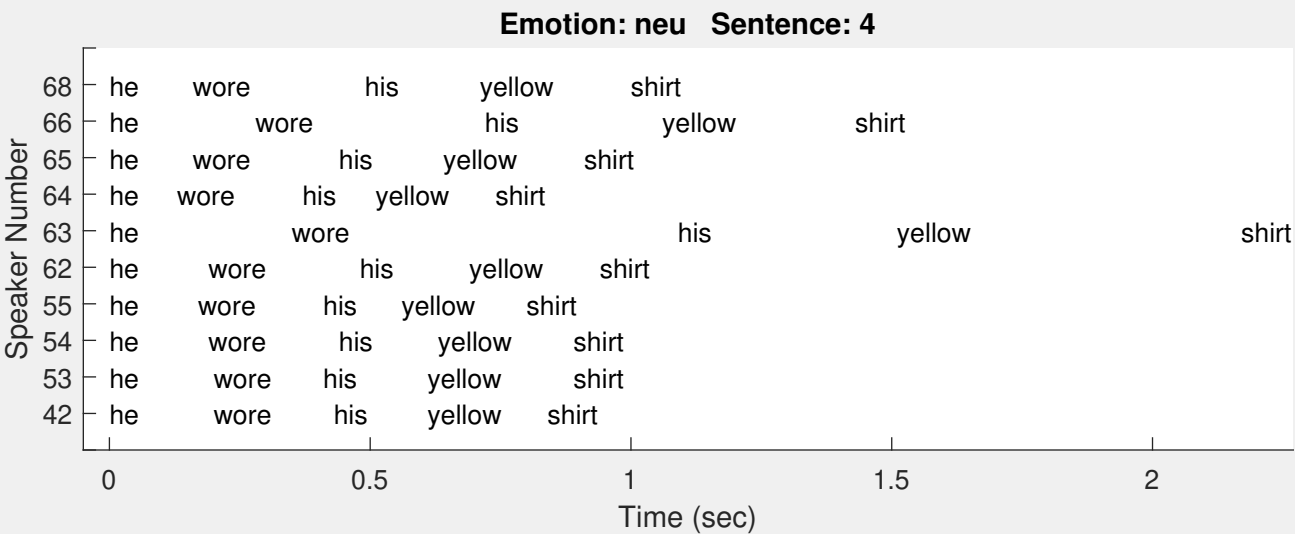 Emotion: neu   Sentence: 4
68 he wore his yellow shirt
66 he wore his yellow shirt
65 he wore his yellow shirt
64 he wore his yellow shirt
63 he wore his yellow shirt
62 he wore his yellow shirt
55 he wore his yellow shirt
54 he wore his yellow shirt
53 he wore his yellow shirt
42 he wore his yellow shirt
Speaker Number
0 0.5 1 1.5 2
Time (sec)